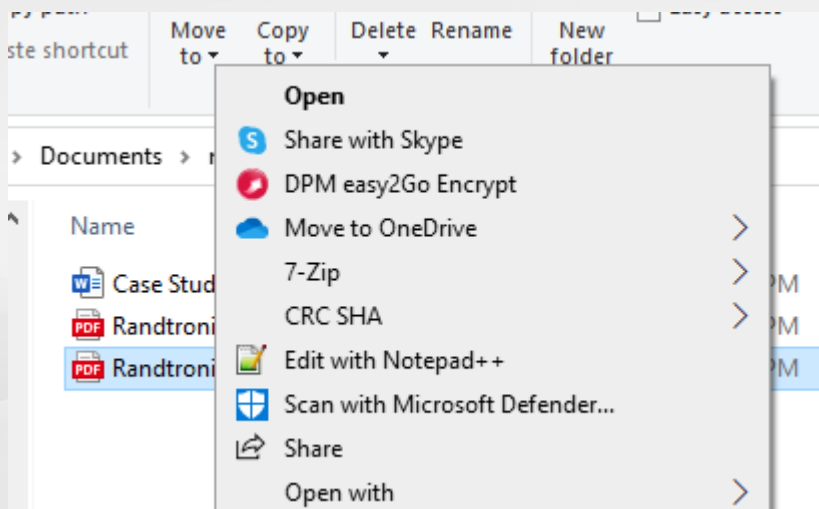 Move to
Copy to
Delete
Rename
New folder
ste shortcut
Documents
Name
Case Stud
PDF Randtroni
PDF Randtroni
PM
PM
PM
Open
Share with Skype
DPM easy2Go Encrypt
Move to OneDrive
7-Zip
CRC SHA
Edit with Notepad++
Scan with Microsoft Defender...
Share
Open with